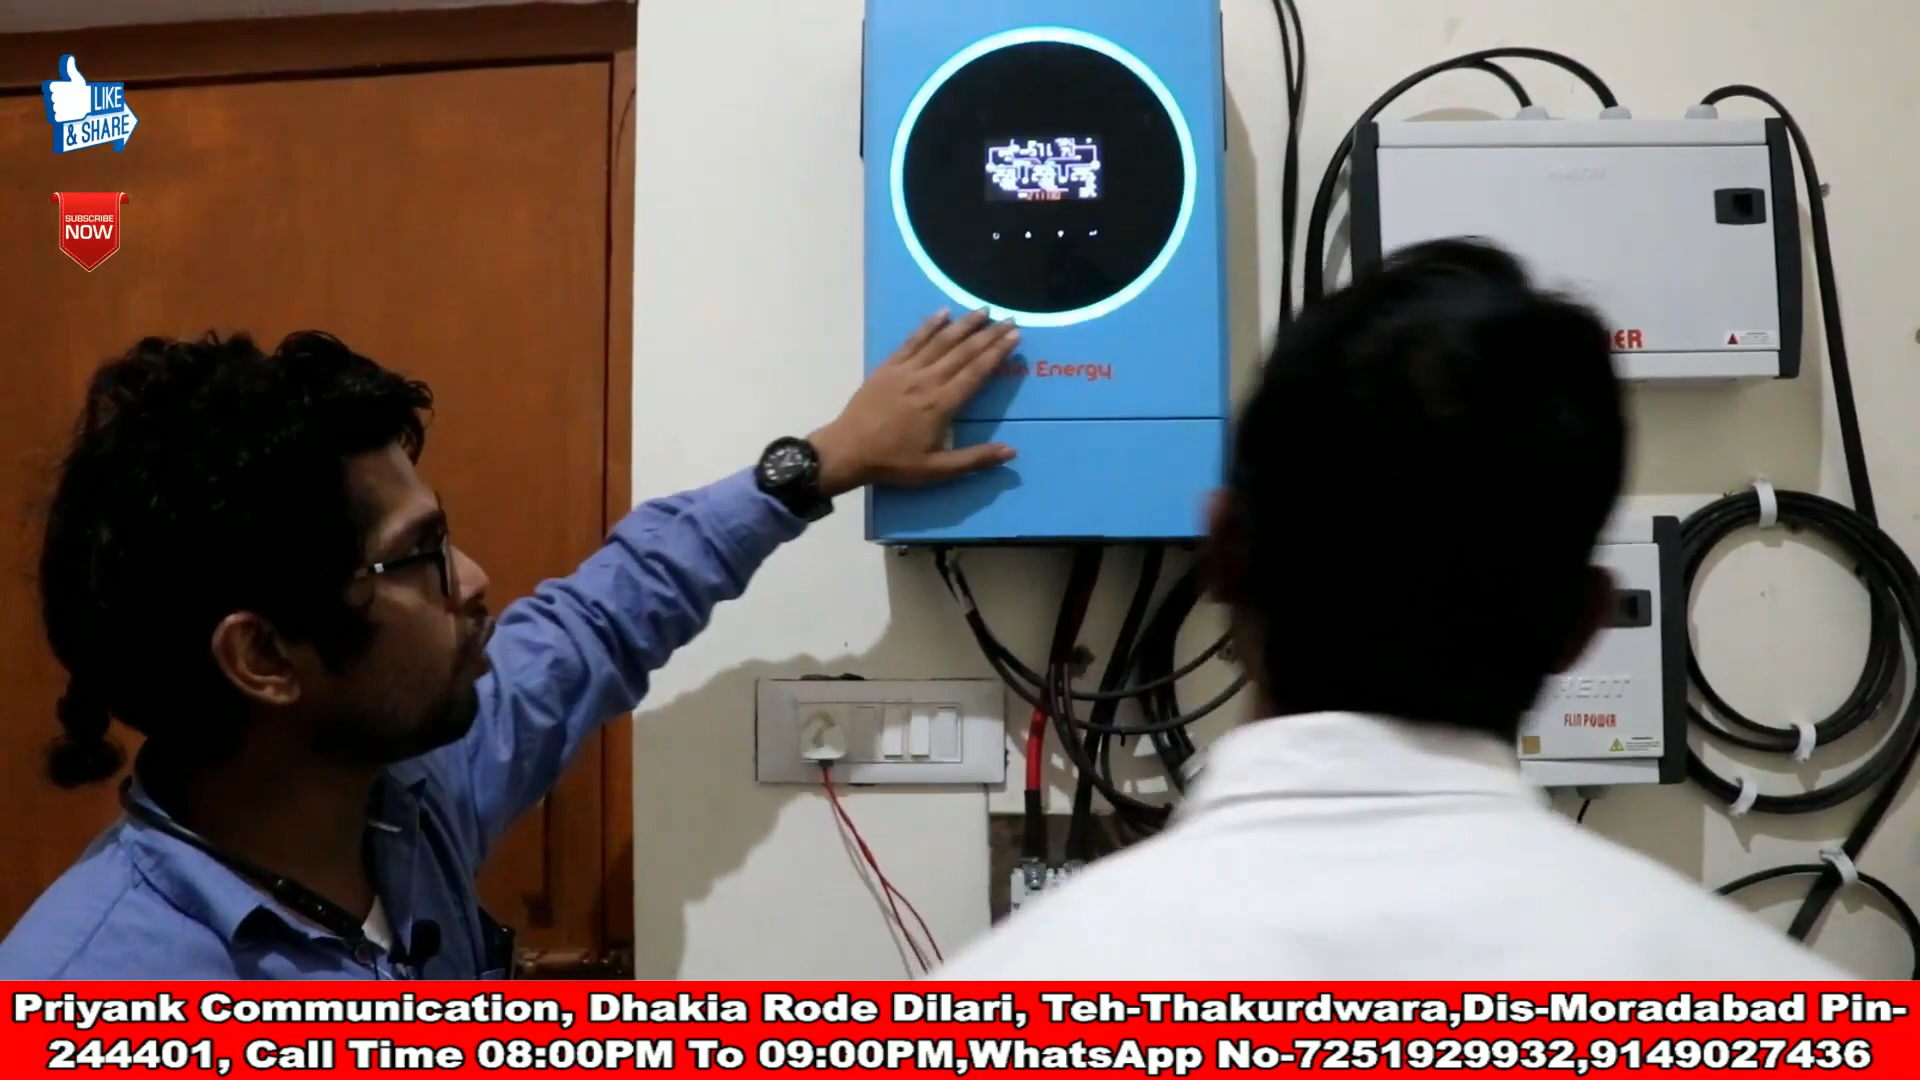 LIKE
& SHARE
SUBSCRIBE
NOW
Energy
ER
FLIN POWER
Priyank Communication, Dhakia Rode Dilari, Teh-Thakurdwara,Dis-Moradabad Pin-
244401, Call Time 08:00PM To 09:00PM,WhatsApp No-7251929932,9149027436